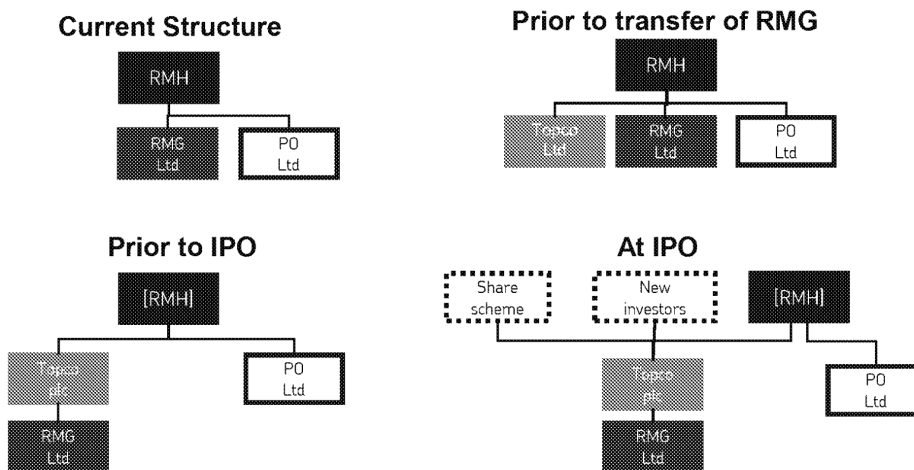 Current Structure
RMH
RMG
Ltd
PO
Ltd
Prior to transfer of RMG
RMH
Topco
Ltd
RMG
Ltd
PO
Ltd
Prior to IPO
[RMH]
Topco
plc
PO
Ltd
RMG
Ltd
At IPO
Share
scheme
New
investors
[RMH]
Topco
plc
PO
Ltd
RMG
Ltd